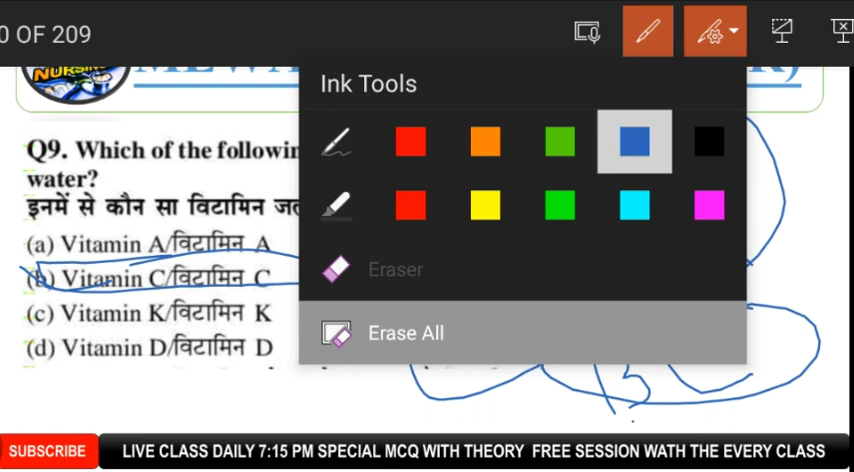 0 OF 209
Ink Tools
NURSING
Q9. Which of the followin
water?
इनमें से कौन सा विटामिन जल
(a) Vitamin A/विटामिन A
(b) Vitamin C/विटामिन C
Eraser
(c) Vitamin K/विटामिन K
Erase All
(d) Vitamin D/विटामिन D
SUBSCRIBE LIVE CLASS DAILY 7:15 PM SPECIAL MCQ WITH THEORY FREE SESSION WATH THE EVERY CLASS